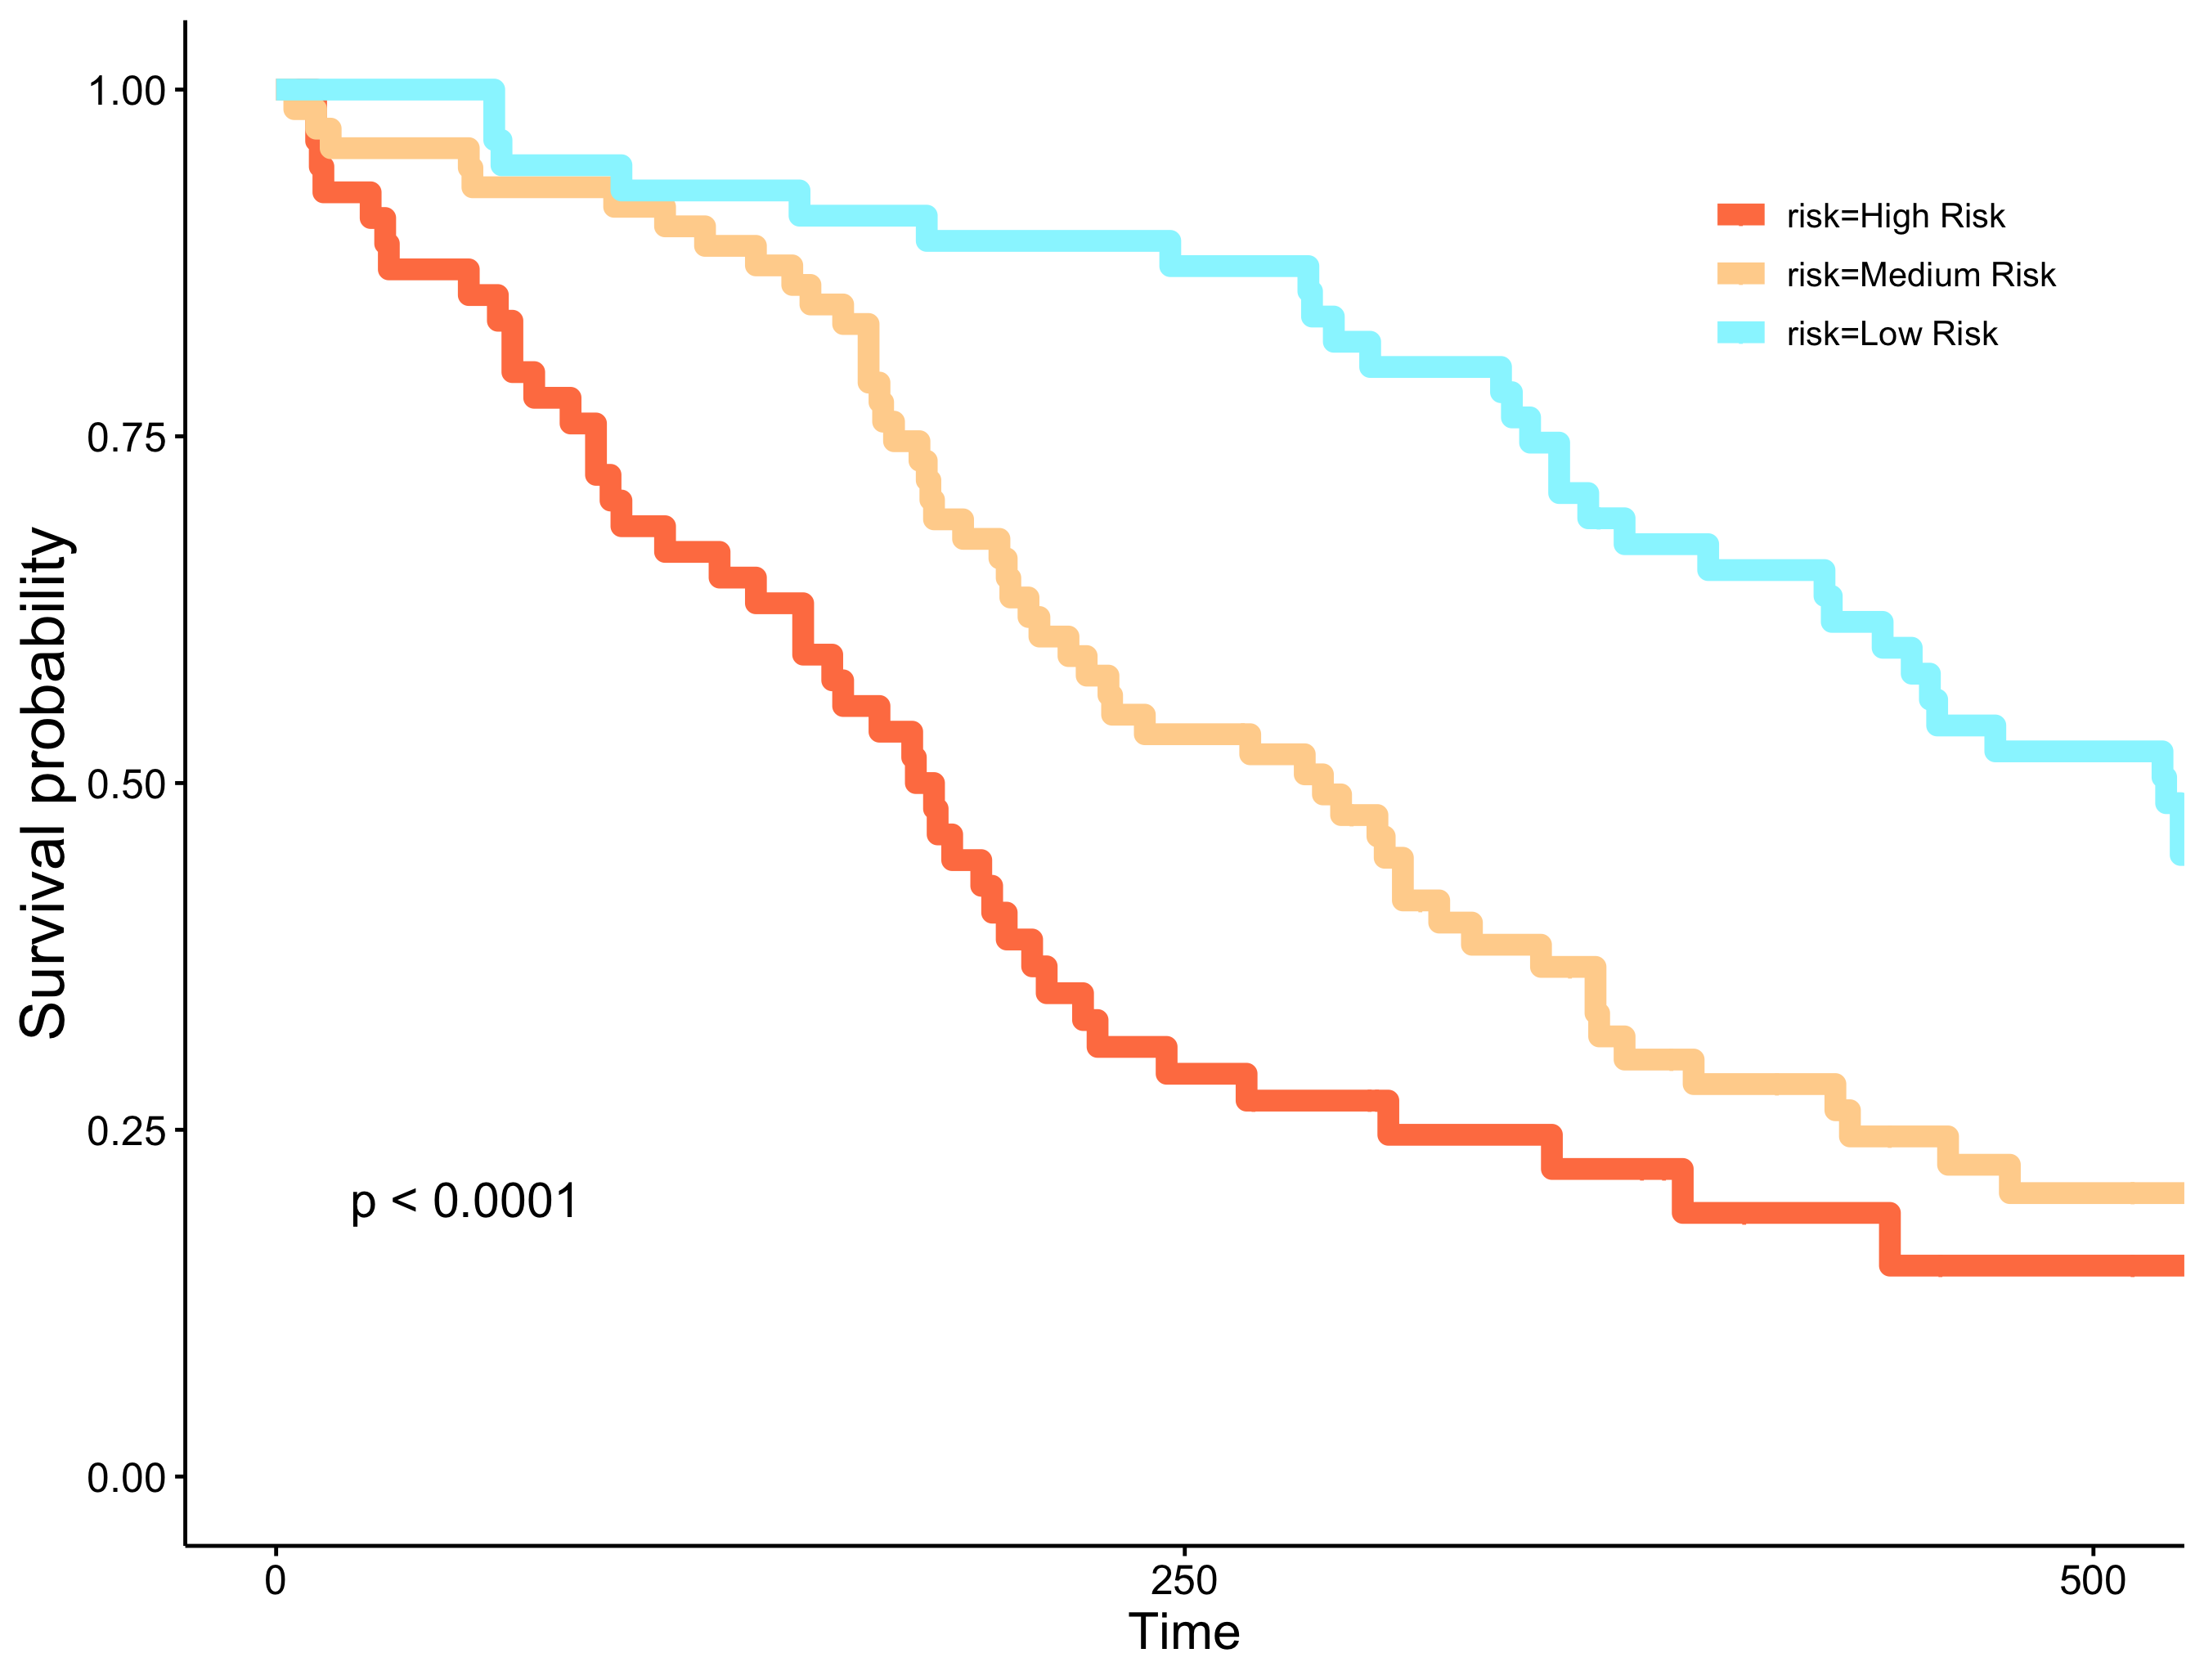 1.00
0.75
0.50
0.25
0.00
Survival probability
risk=High Risk
risk=Medium Risk
risk=Low Risk
p < 0.0001
0
250
500
Time